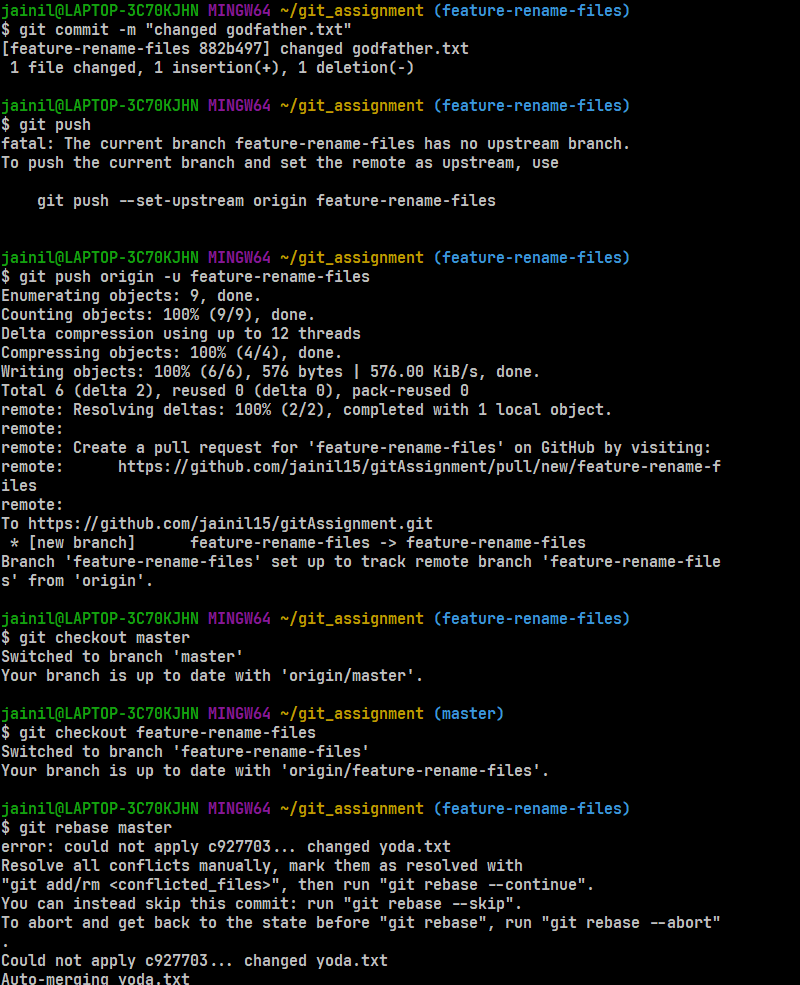 jainil@LAPTOP-3C70KJHN MINGW64 ~/git_assignment (feature-rename-files)
$ git commit -m "changed godfather.txt"
[feature-rename-files 882b497] changed godfather.txt
 1 file changed, 1 insertion(+), 1 deletion(-)

jainil@LAPTOP-3C70KJHN MINGW64 ~/git_assignment (feature-rename-files)
$ git push
fatal: The current branch feature-rename-files has no upstream branch.
To push the current branch and set the remote as upstream, use

    git push --set-upstream origin feature-rename-files


jainil@LAPTOP-3C70KJHN MINGW64 ~/git_assignment (feature-rename-files)
$ git push origin -u feature-rename-files
Enumerating objects: 9, done.
Counting objects: 100% (9/9), done.
Delta compression using up to 12 threads
Compressing objects: 100% (4/4), done.
Writing objects: 100% (6/6), 576 bytes | 576.00 KiB/s, done.
Total 6 (delta 2), reused 0 (delta 0), pack-reused 0
remote: Resolving deltas: 100% (2/2), completed with 1 local object.
remote:
remote: Create a pull request for 'feature-rename-files' on GitHub by visiting:
remote:      https://github.com/jainil15/gitAssignment/pull/new/feature-rename-f
iles
remote:
To https://github.com/jainil15/gitAssignment.git
 * [new branch]      feature-rename-files -> feature-rename-files
Branch 'feature-rename-files' set up to track remote branch 'feature-rename-file
s' from 'origin'.

jainil@LAPTOP-3C70KJHN MINGW64 ~/git_assignment (feature-rename-files)
$ git checkout master
Switched to branch 'master'
Your branch is up to date with 'origin/master'.

jainil@LAPTOP-3C70KJHN MINGW64 ~/git_assignment (master)
$ git checkout feature-rename-files
Switched to branch 'feature-rename-files'
Your branch is up to date with 'origin/feature-rename-files'.

jainil@LAPTOP-3C70KJHN MINGW64 ~/git_assignment (feature-rename-files)
$ git rebase master
error: could not apply c927703... changed yoda.txt
Resolve all conflicts manually, mark them as resolved with
"git add/rm <conflicted_files>", then run "git rebase --continue".
You can instead skip this commit: run "git rebase --skip".
To abort and get back to the state before "git rebase", run "git rebase --abort"
.
Could not apply c927703... changed yoda.txt
Auto-merging yoda.txt